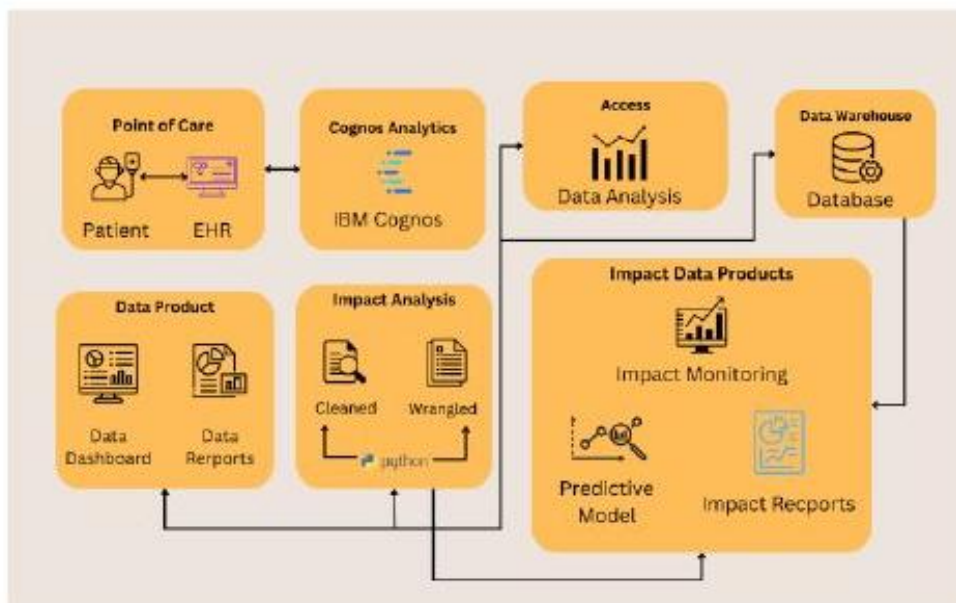 Point of Care
Patient
EHR
Cognos Analytics
IBM Cognos
Access
Data Analysis
Data Warehouse
Database
Data Product
Data
Dashboard
Data
Rerports
Impact Analysis
Cleaned
Wrangled
python
Impact Data Products
Impact Monitoring
Predictive
Model
Impact Recports